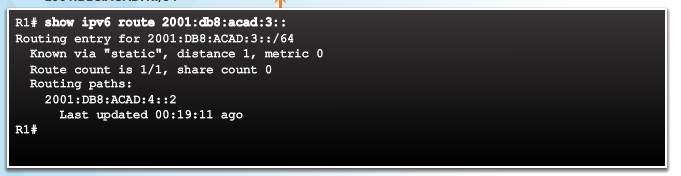 R1# show ipv6 route 2001:db8:acad:3::
Routing entry for 2001:DB8:ACAD:3::/64
Known via "static", distance 1, metric 0
Route count is 1/1, share count 0
Routing paths:
2001:DB8:ACAD:4::2
Last updated 00:19:11 ago
R1#